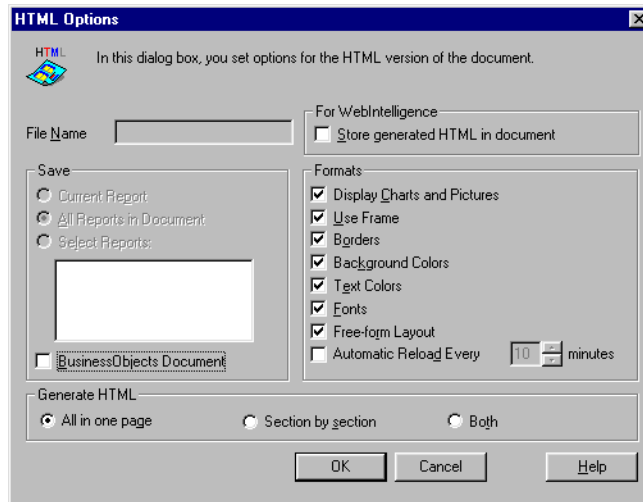 HTML Options
HTML
In this dialog box, you set options for the HTML version of the document.
File Name
For WebIntelligence
Store generated HTML in document
Save
Current Report
All Reports in Document
Select Reports:
BusinessObjects Document
Formats
Display Charts and Pictures
Use Frame
Borders
Background Colors
Text Colors
Fonts
Free-form Layout
Automatic Reload Every 10 minutes
Generate HTML
All in one page Section by section Both
OK Cancel Help